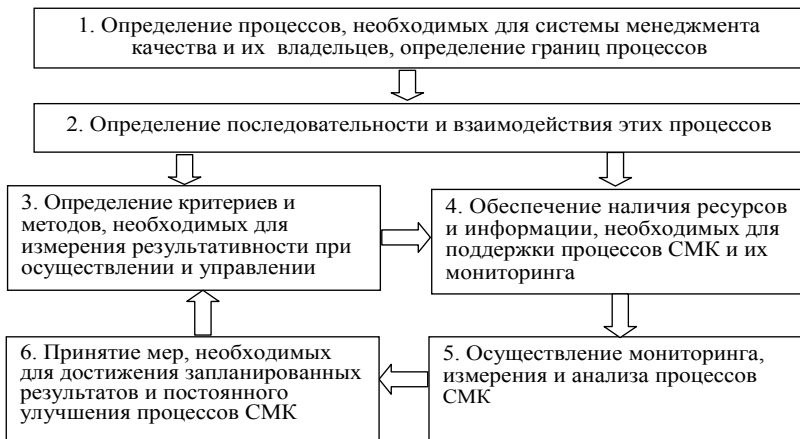 1. Определение процессов, необходимых для системы менеджмента
качества и их владельцев, определение границ процессов
2. Определение последовательности и взаимодействия этих процессов
3. Определение критериев и
методов, необходимых для
измерения результативности при
осуществлении и управлении
4. Обеспечение наличия ресурсов
и информации, необходимых для
поддержки процессов СМК и их
мониторинга
6. Принятие мер, необходимых
для достижения запланированных
результатов и постоянного
улучшения процессов СМК
5. Осуществление мониторинга,
измерения и анализа процессов
СМК